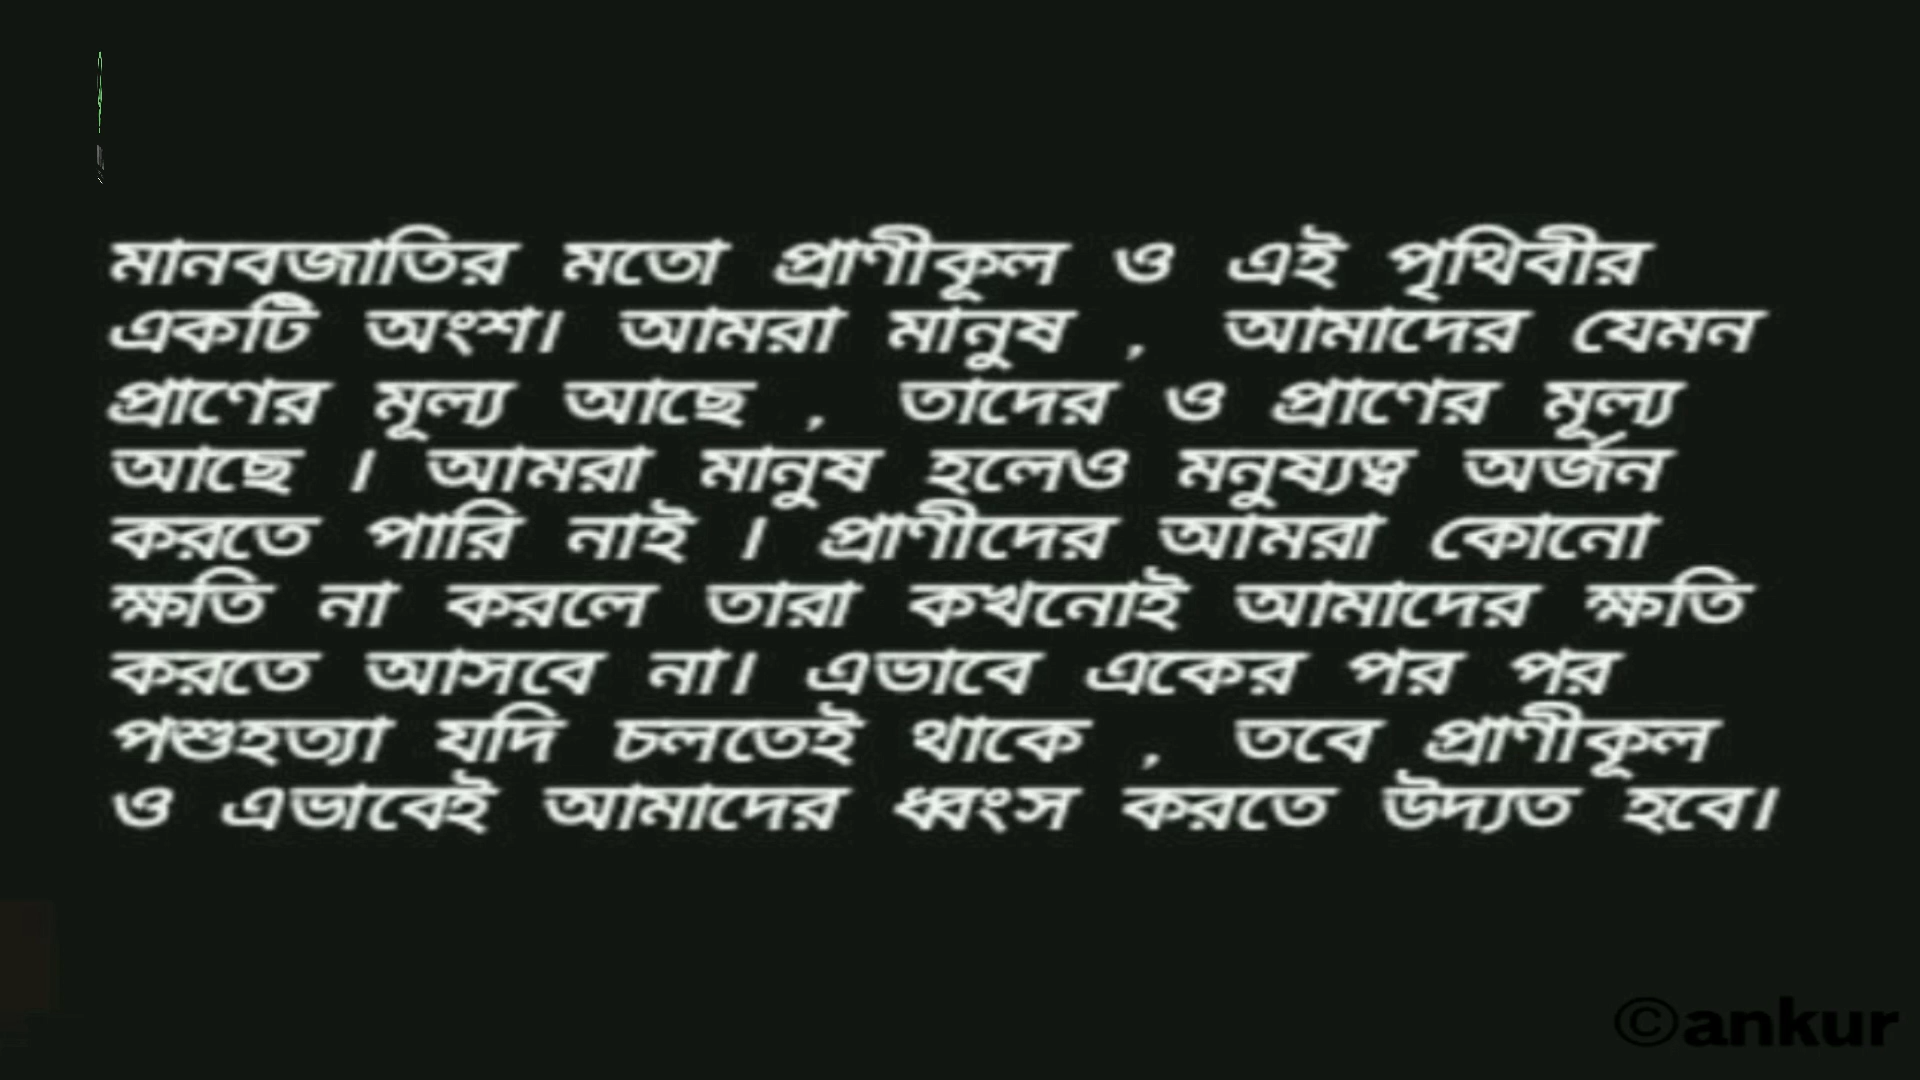 মানবজাতির মতো প্রাণীকূল ও এই পৃথিবীর
একটি অংশ। আমরা মানুষ , আমাদের যেমন
প্রাণের মূল্য আছে , তাদের ও প্রাণের মূল্য
আছে । আমরা মানুষ হলেও মনুষ্যত্ব অর্জন
করতে পারি নাই । প্রাণীদের আমরা কোনো
ক্ষতি না করলে তারা কখনোই আমাদের ক্ষতি
করতে আসবে না। এভাবে একের পর পর
পশুহত্যা যদি চলতেই থাকে , তবে প্রাণীকূল
ও এভাবেই আমাদের ধ্বংস করতে উদ্যত হবে।
©ankur